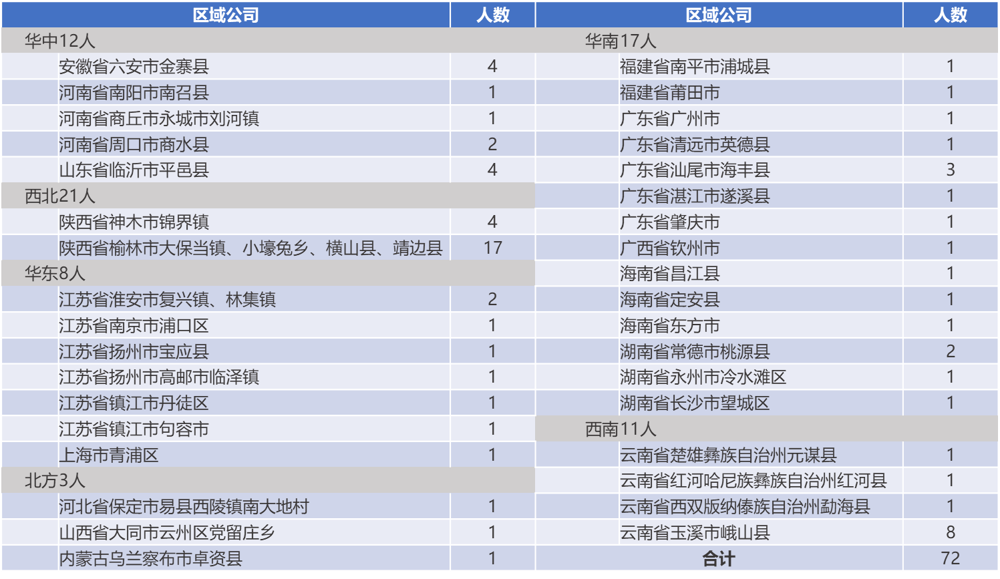 区域公司 人数 区域公司 人数
华中12人 华南17人
安徽省六安市金寨县 4 福建省南平市浦城县 1
河南省南阳市南召县 1 福建省莆田市 1
河南省商丘市永城市刘河镇 1 广东省广州市 1
河南省周口市商水县 2 广东省清远市英德县 1
山东省临沂市平邑县 4 广东省汕尾市海丰县 3
西北21人 广东省湛江市遂溪县 1
陕西省神木市锦界镇 4 广东省肇庆市 1
陕西省榆林市大保当镇、小壕兔乡、横山县、靖边县 17 广西省钦州市 1
华东8人 海南省昌江县 1
江苏省淮安市复兴镇、林集镇 2 海南省定安县 1
江苏省南京市浦口区 1 海南省东方市 1
江苏省扬州市宝应县 1 湖南省常德市桃源县 2
江苏省扬州市高邮市临泽镇 1 湖南省永州市冷水滩区 1
江苏省镇江市丹徒区 1 湖南省长沙市望城区 1
江苏省镇江市句容市 1 西南11人
上海市青浦区 1 云南省楚雄彝族自治州元谋县 1
北方3人 云南省红河哈尼族彝族自治州红河县 1
河北省保定市易县西陵镇南大地村 1 云南省西双版纳傣族自治州勐海县 1
山西省大同市云州区党留庄乡 1 云南省玉溪市峨山县 8
内蒙古乌兰察布市卓资县 1 合计 72